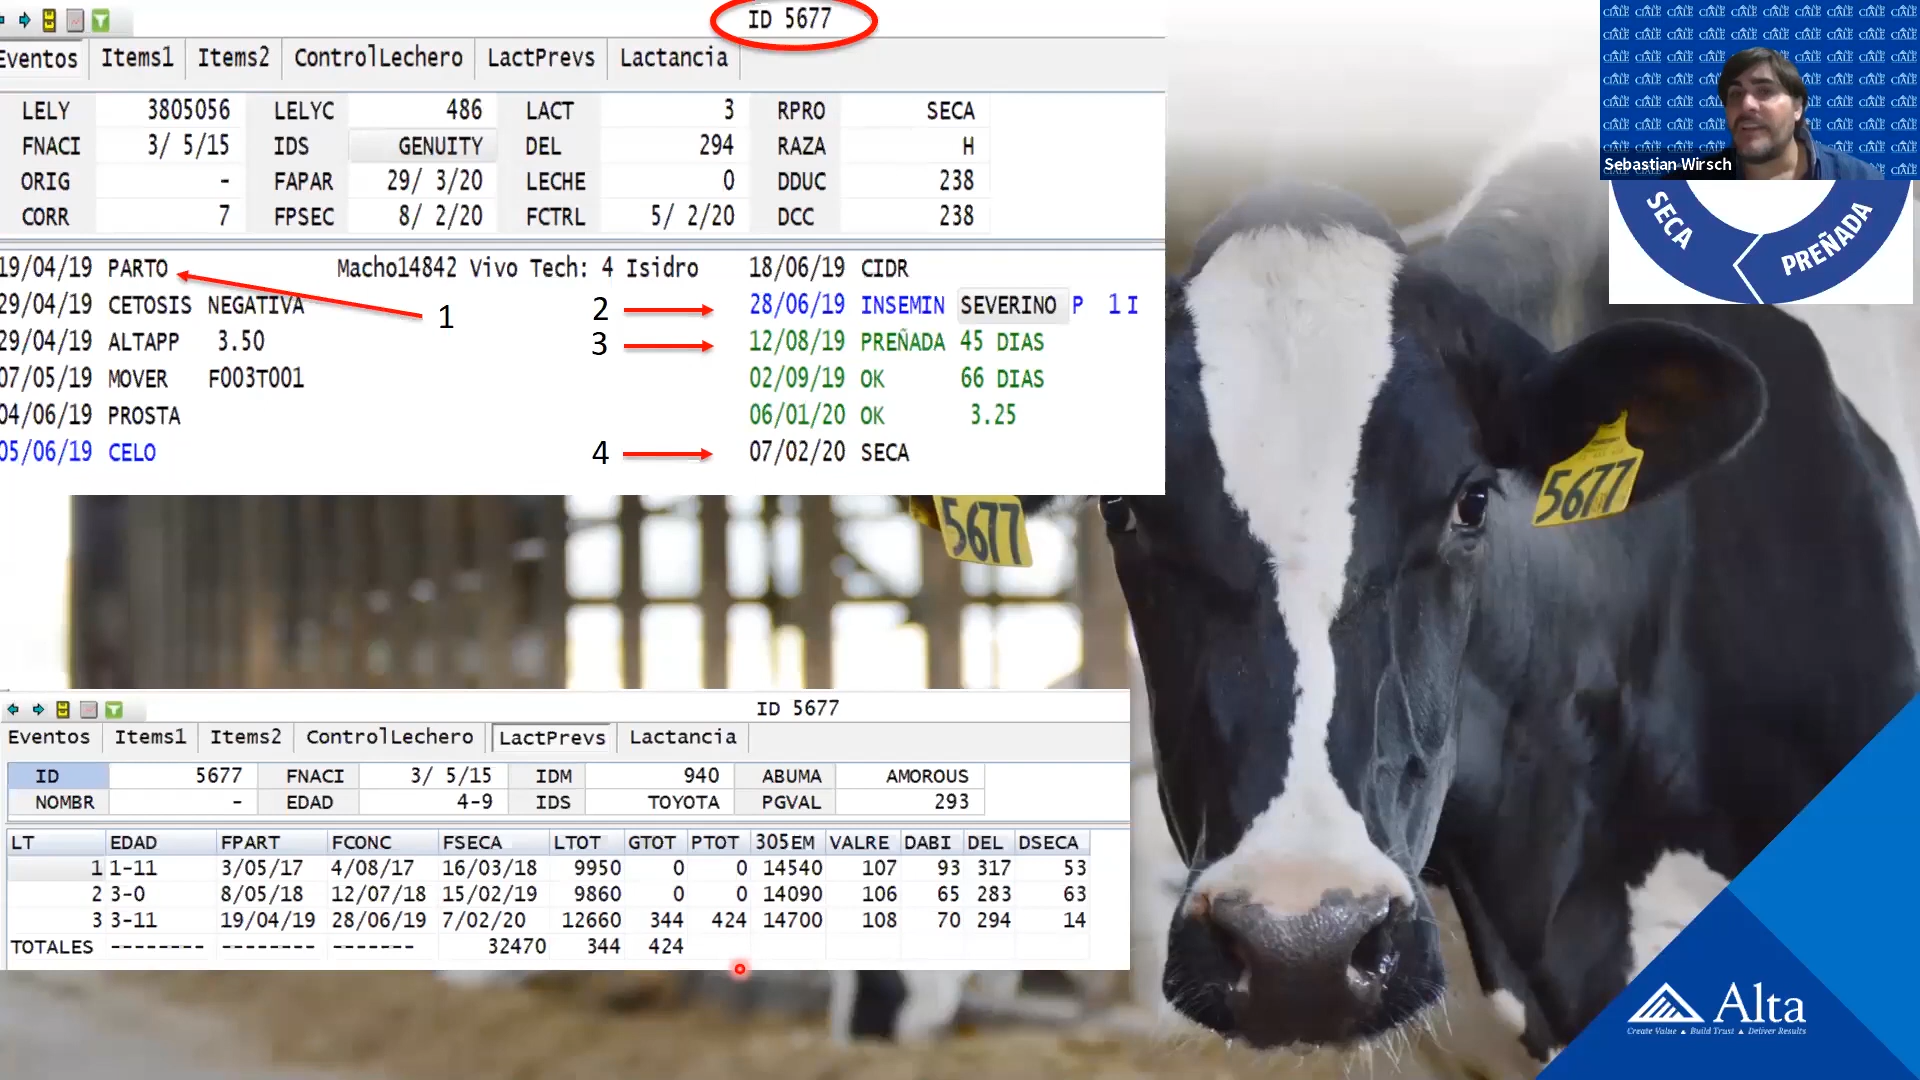 ID 5677
Eventos Items1 Items2 ControlLechero LactPrevs Lactancia
LELY 3805056 LELYC 486 LACT 3 RPRO SECA
FNACI 3/ 5/15 IDS GENUITY DEL 294 RAZA H
ORIG - FAPAR 29/ 3/20 LECHE 0 DDUC 238
CORR 7 FPSEC 8/ 2/20 FCTRL 5/ 2/20 DCC 238
19/04/19 PARTO Macho14842 Vivo Tech: 4 Isidro 18/06/19 CIDR
29/04/19 CETOSIS NEGATIVA 1 2 28/06/19 INSEMIN SEVERINO P 1 I
29/04/19 ALTAPP 3.50 3 12/08/19 PREÑADA 45 DIAS
07/05/19 MOVER F003T001 02/09/19 OK 66 DIAS
04/06/19 PROSTA 06/01/20 OK 3.25
05/06/19 CELO 4 07/02/20 SECA
CIALE
Sebastian Wirsch
SECA
PREÑADA
5677
5677
ID 5677
Eventos Items1 Items2 ControlLechero LactPrevs Lactancia
ID 5677 FNACI 3/ 5/15 IDM 940 ABUMA AMOROUS
NOMBR - EDAD 4-9 IDS TOYOTA PGVAL 293
LT EDAD FPART FCONC FSECA LTOT GTOT PTOT 305EM VALRE DABI DEL DSECA
1 1-11 3/05/17 4/08/17 16/03/18 9950 0 0 14540 107 93 317 53
2 3-0 8/05/18 12/07/18 15/02/19 9860 0 0 14090 106 65 283 63
3 3-11 19/04/19 28/06/19 7/02/20 12660 344 424 14700 108 70 294 14
TOTALES -------- -------- ------- 32470 344 424
Alta
Create Value ▲ Build Trust ▲ Deliver Results